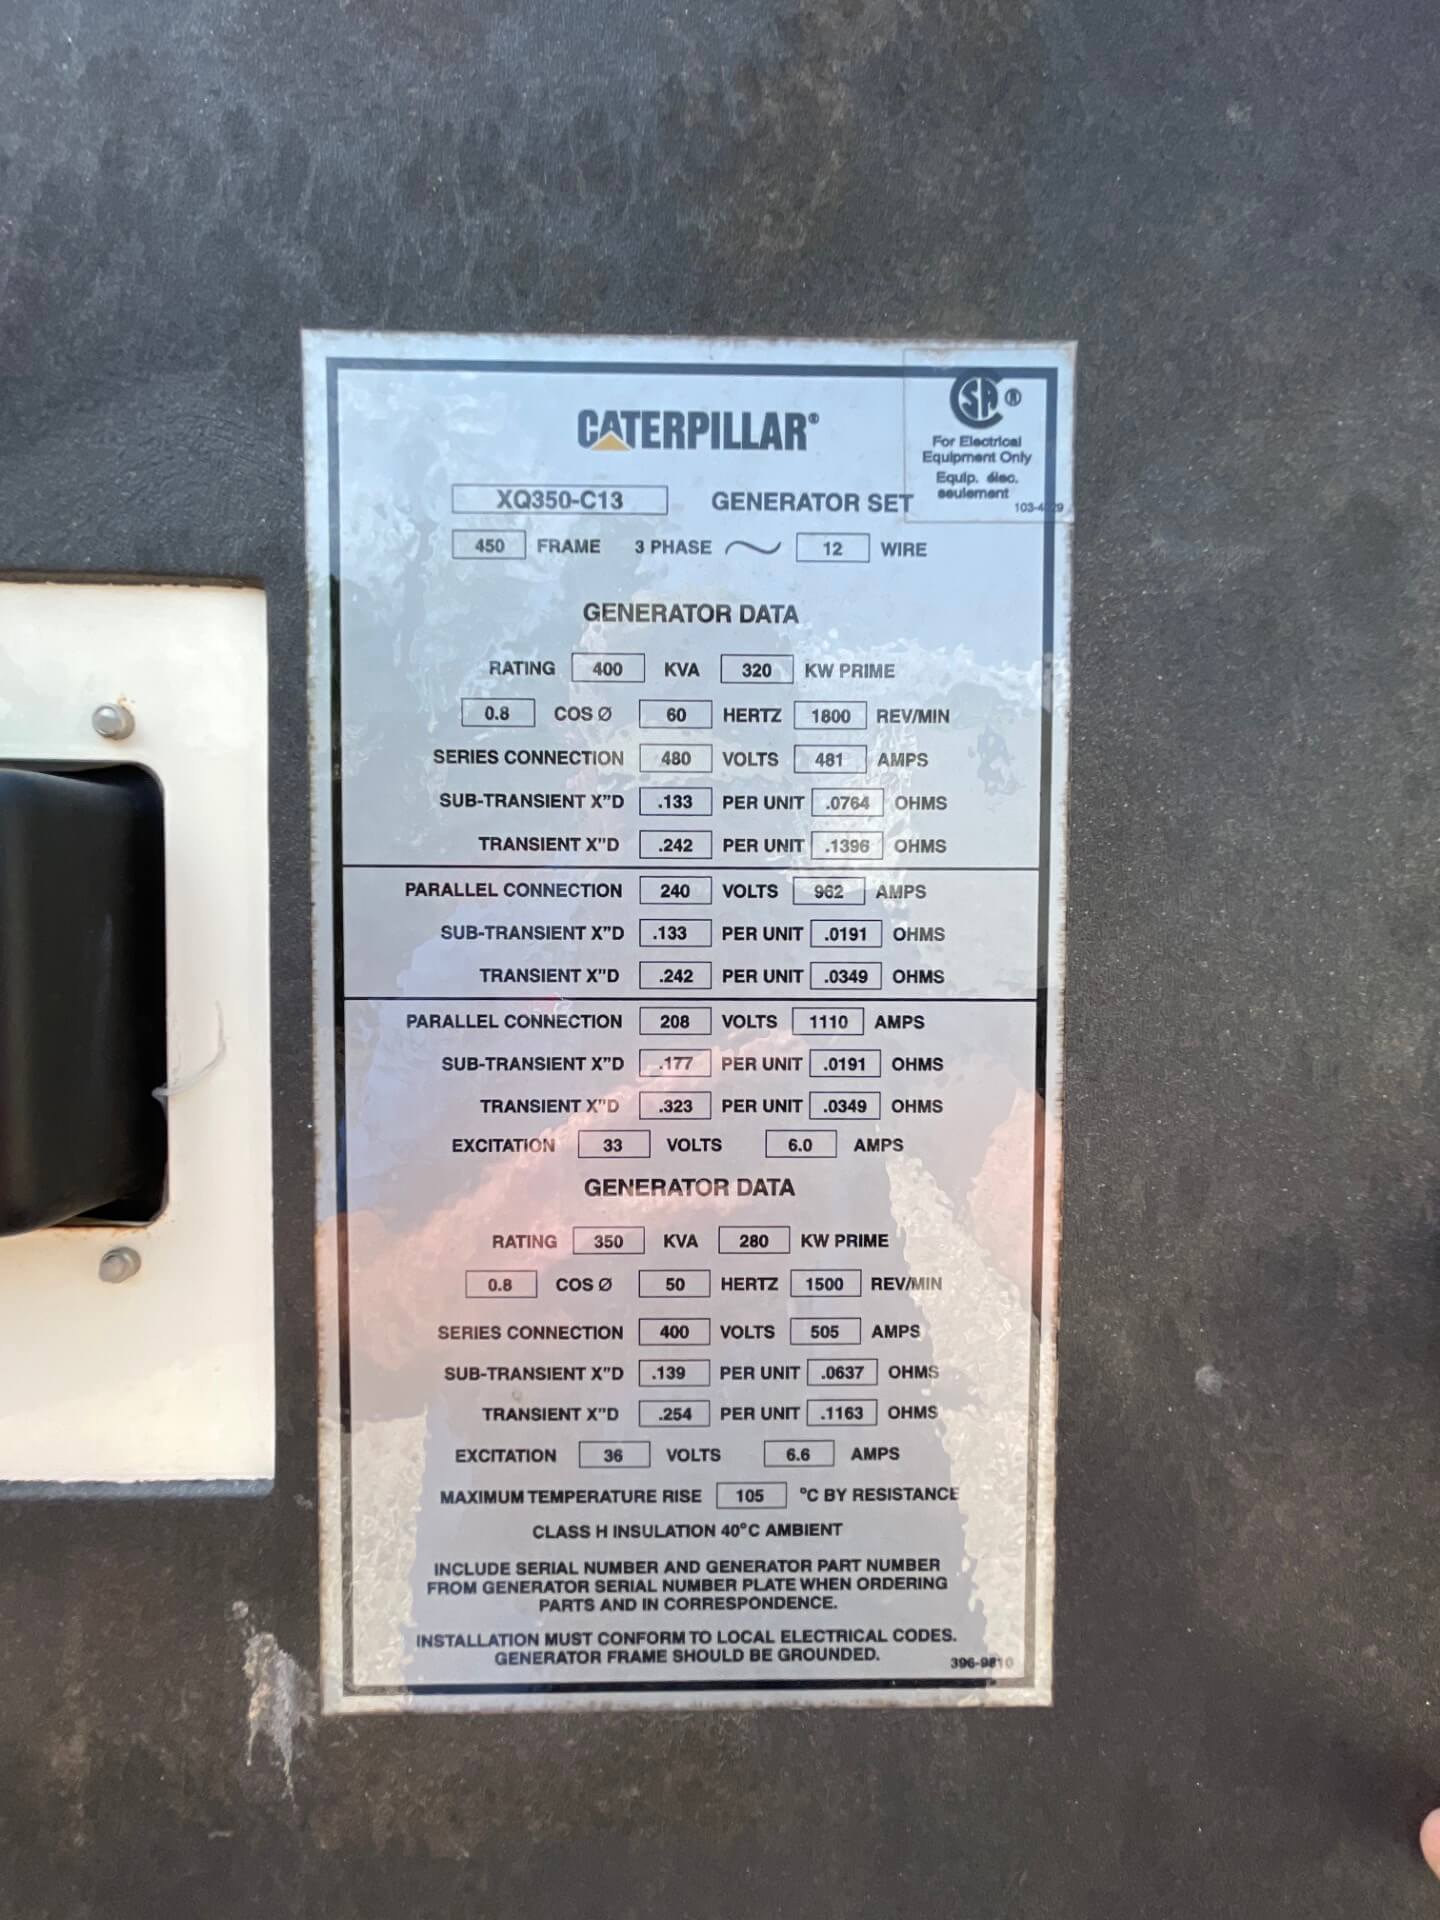 CATERPILLAR®
SA ®
For Electrical
Equipment Only
Equip. élec.
seulement
XQ350-C13 GENERATOR SET
450 FRAME 3 PHASE 12 WIRE
GENERATOR DATA
RATING 400 KVA 320 KW PRIME
0.8 COS Ø 60 HERTZ 1800 REV/MIN
SERIES CONNECTION 480 VOLTS 481 AMPS
SUB-TRANSIENT X"D .133 PER UNIT .0764 OHMS
TRANSIENT X"D .242 PER UNIT .1396 OHMS
PARALLEL CONNECTION 240 VOLTS 962 AMPS
SUB-TRANSIENT X"D .133 PER UNIT .0191 OHMS
TRANSIENT X"D .242 PER UNIT .0349 OHMS
PARALLEL CONNECTION 208 VOLTS 1110 AMPS
SUB-TRANSIENT X"D .177 PER UNIT .0191 OHMS
TRANSIENT X"D .323 PER UNIT .0349 OHMS
EXCITATION 33 VOLTS 6.0 AMPS
GENERATOR DATA
RATING 350 KVA 280 KW PRIME
0.8 COS Ø 50 HERTZ 1500 REV/MIN
SERIES CONNECTION 400 VOLTS 505 AMPS
SUB-TRANSIENT X"D .139 PER UNIT .0637 OHMS
TRANSIENT X"D .254 PER UNIT .1163 OHMS
EXCITATION 36 VOLTS 6.6 AMPS
MAXIMUM TEMPERATURE RISE 105 °C BY RESISTANCE
CLASS H INSULATION 40°C AMBIENT
INCLUDE SERIAL NUMBER AND GENERATOR PART NUMBER
FROM GENERATOR SERIAL NUMBER PLATE WHEN ORDERING
PARTS AND IN CORRESPONDENCE.
INSTALLATION MUST CONFORM TO LOCAL ELECTRICAL CODES.
GENERATOR FRAME SHOULD BE GROUNDED.
396-9810